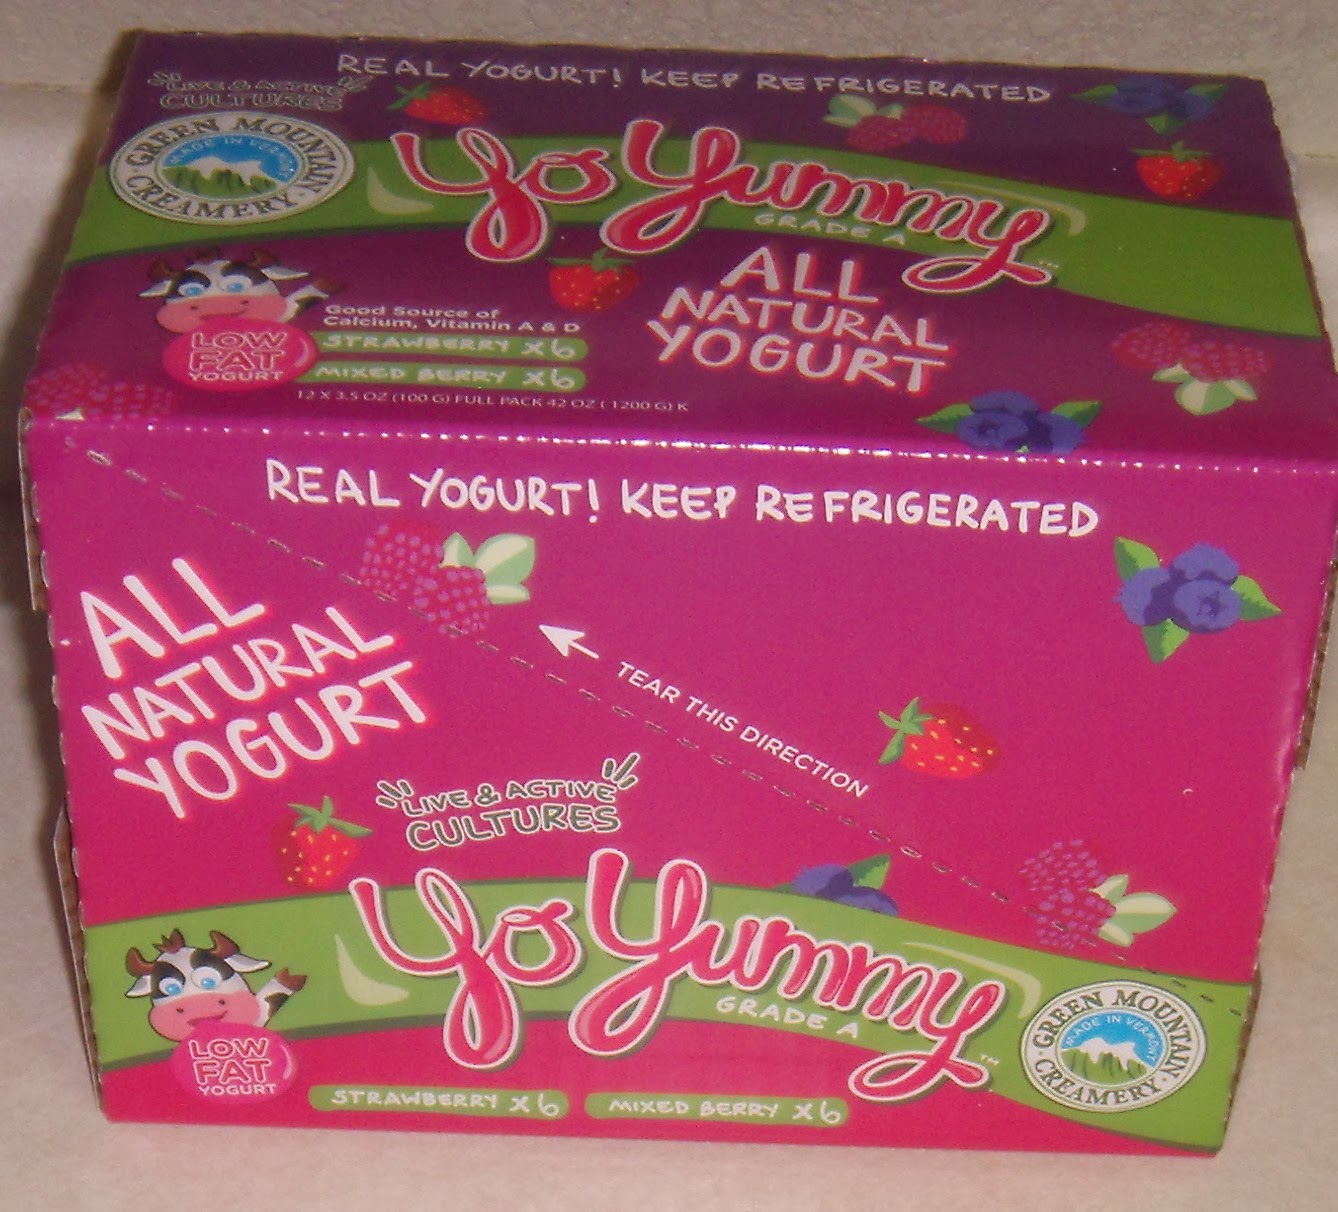 REAL YOGURT! KEEP REFRIGERATED
LIVE & ACTIVE
CULTURES
GREEN MOUNTAIN
MADE IN VERMONT
CREAMERY
Yo Yummy™
GRADE A
ALL
NATURAL
YOGURT
Good Source of
Calcium, Vitamin A & D
LOW
FAT
YOGURT
STRAWBERRY X6
MIXED BERRY X6
12 X 3.5 OZ (100 G) FULL PACK 42 OZ ( 1200 G) K
REAL YOGURT! KEEP REFRIGERATED
ALL
NATURAL
YOGURT
TEAR THIS DIRECTION
LIVE & ACTIVE
CULTURES
Yo Yummy™
GRADE A
LOW
FAT
YOGURT
STRAWBERRY X6 MIXED BERRY X6
GREEN MOUNTAIN
MADE IN VERMONT
CREAMERY